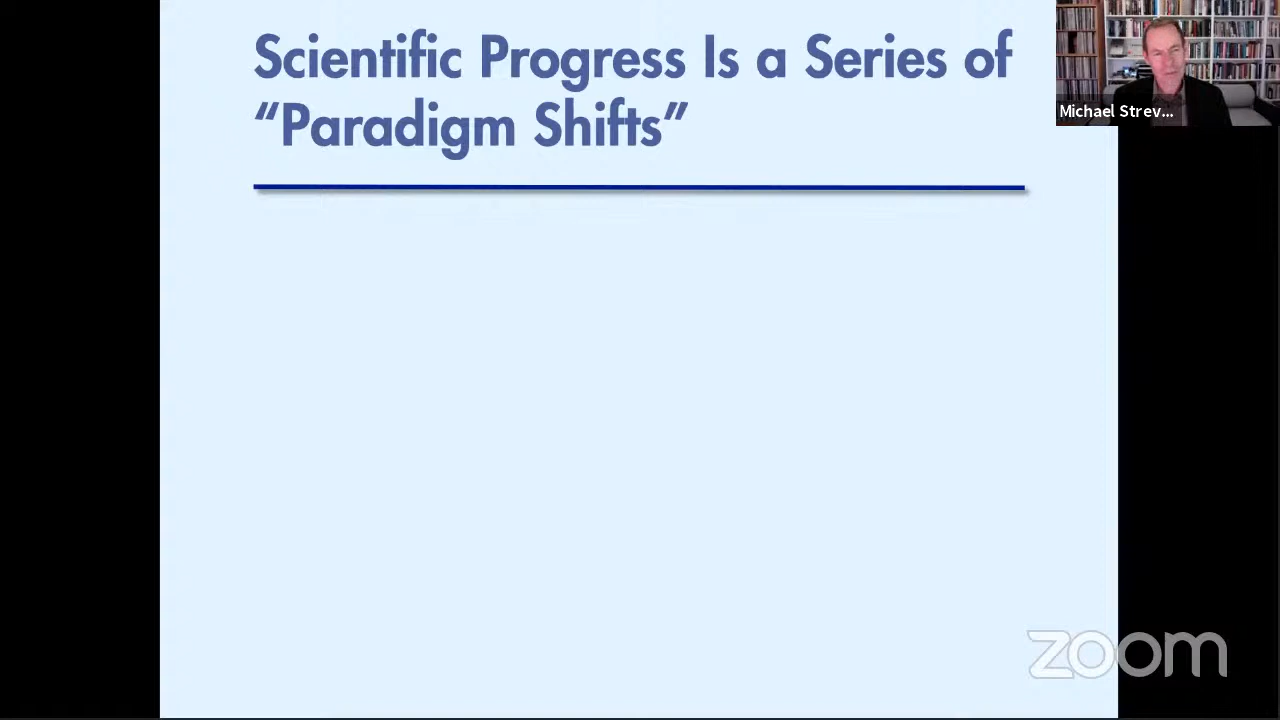 Scientific Progress Is a Series of
“Paradigm Shifts”
Michael Strev...
zoom